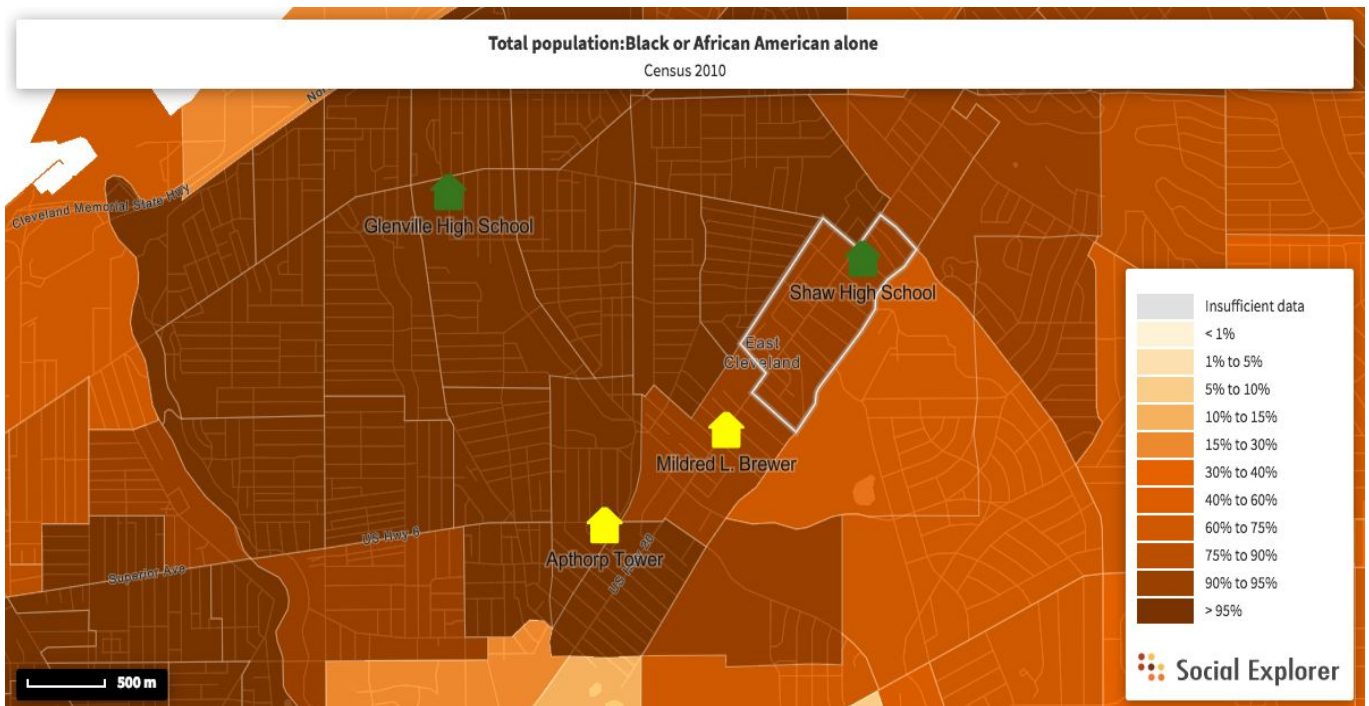 Total population:Black or African American alone
Census 2010
Cleveland Memorial State Hwy
Glenville High School
Shaw High School
East
Cleveland
Mildred L. Brewer
Apthorp Tower
US Hwy 6
Superior Ave
Insufficient data
< 1%
1% to 5%
5% to 10%
10% to 15%
15% to 30%
30% to 40%
40% to 60%
60% to 75%
75% to 90%
90% to 95%
> 95%
500 m
Social Explorer